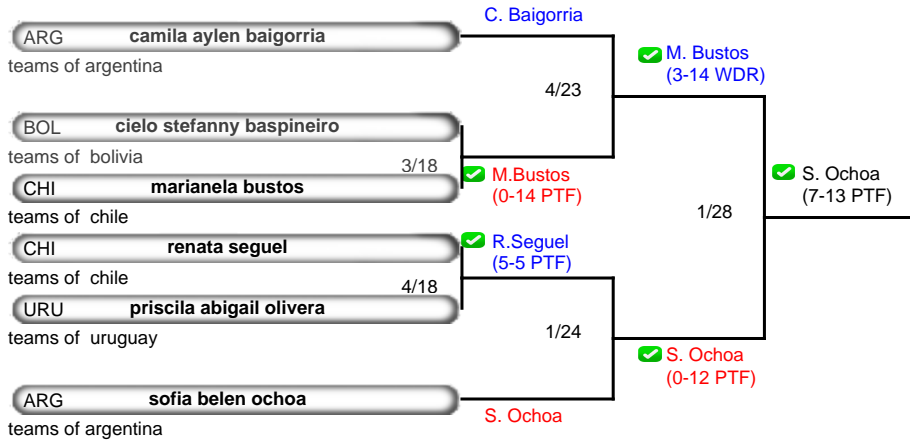 C. Baigorria
ARG camila aylen baigorria
teams of argentina
M. Bustos
(3-14 WDR)
4/23
BOL cielo stefanny baspineiro
teams of bolivia
3/18
M.Bustos
(0-14 PTF)
CHI marianela bustos
teams of chile
S. Ochoa
(7-13 PTF)
1/28
CHI renata seguel
teams of chile
R.Seguel
(5-5 PTF)
4/18
URU priscila abigail olivera
teams of uruguay
1/24
S. Ochoa
(0-12 PTF)
ARG sofia belen ochoa
S. Ochoa
teams of argentina